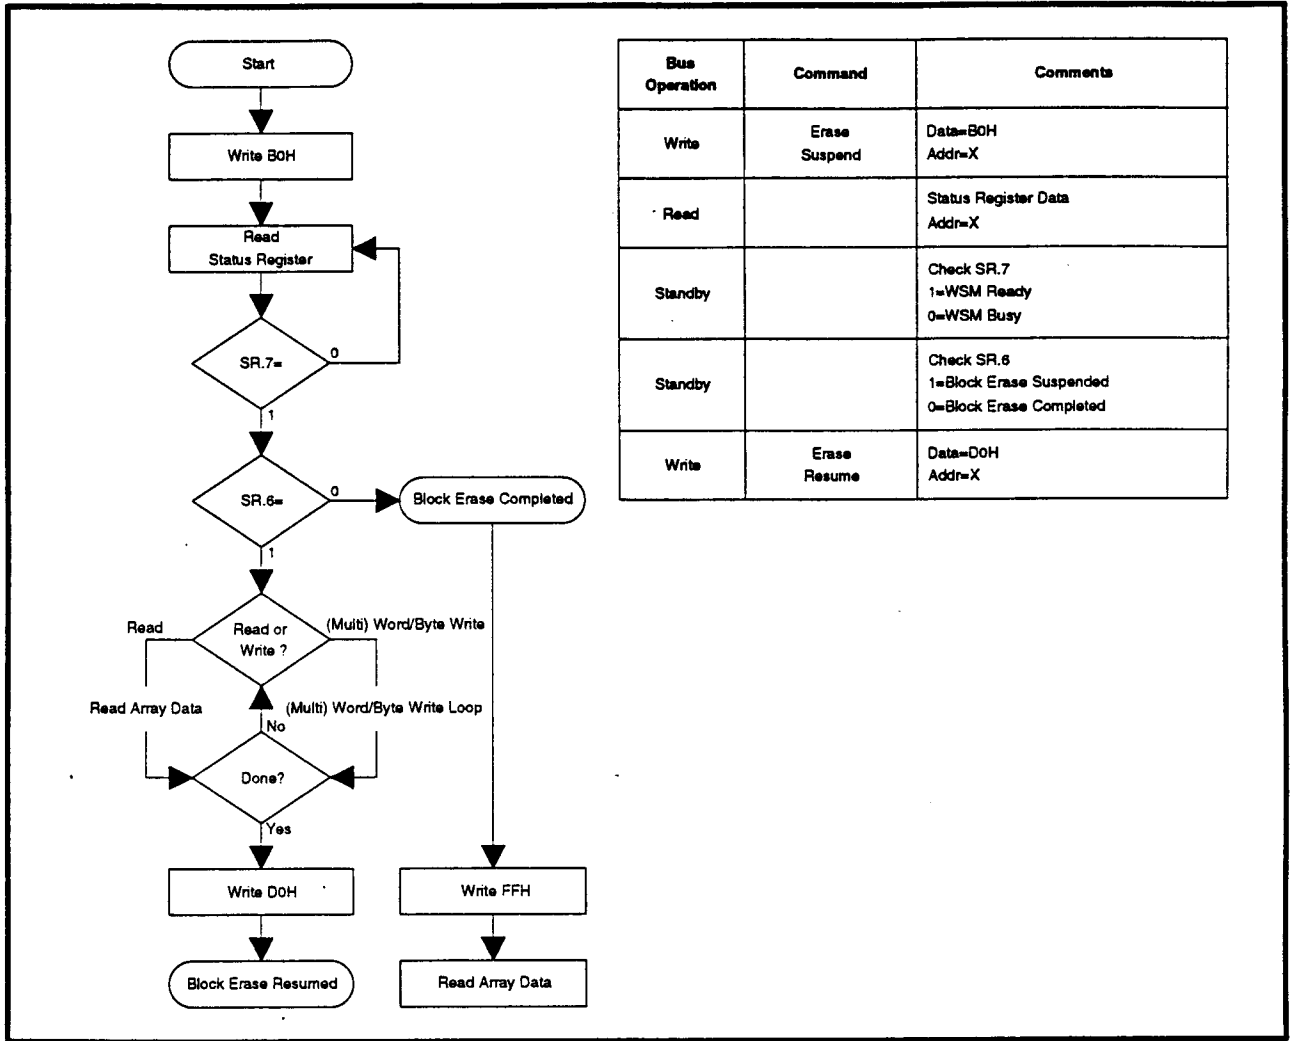 Start
Write B0H
Read
Status Register
SR.7=
0
1
SR.6=
0
Block Erase Completed
1
Read
Read or
Write ?
(Multi) Word/Byte Write
Read Array Data
(Multi) Word/Byte Write Loop
No
Done?
Yes
Write D0H
Write FFH
Block Erase Resumed
Read Array Data
Bus
Operation
Command
Comments
Write
Erase
Suspend
Data=B0H
Addr=X
Read
Status Register Data
Addr=X
Standby
Check SR.7
1=WSM Ready
0=WSM Busy
Standby
Check SR.6
1=Block Erase Suspended
0=Block Erase Completed
Write
Erase
Resume
Data=D0H
Addr=X